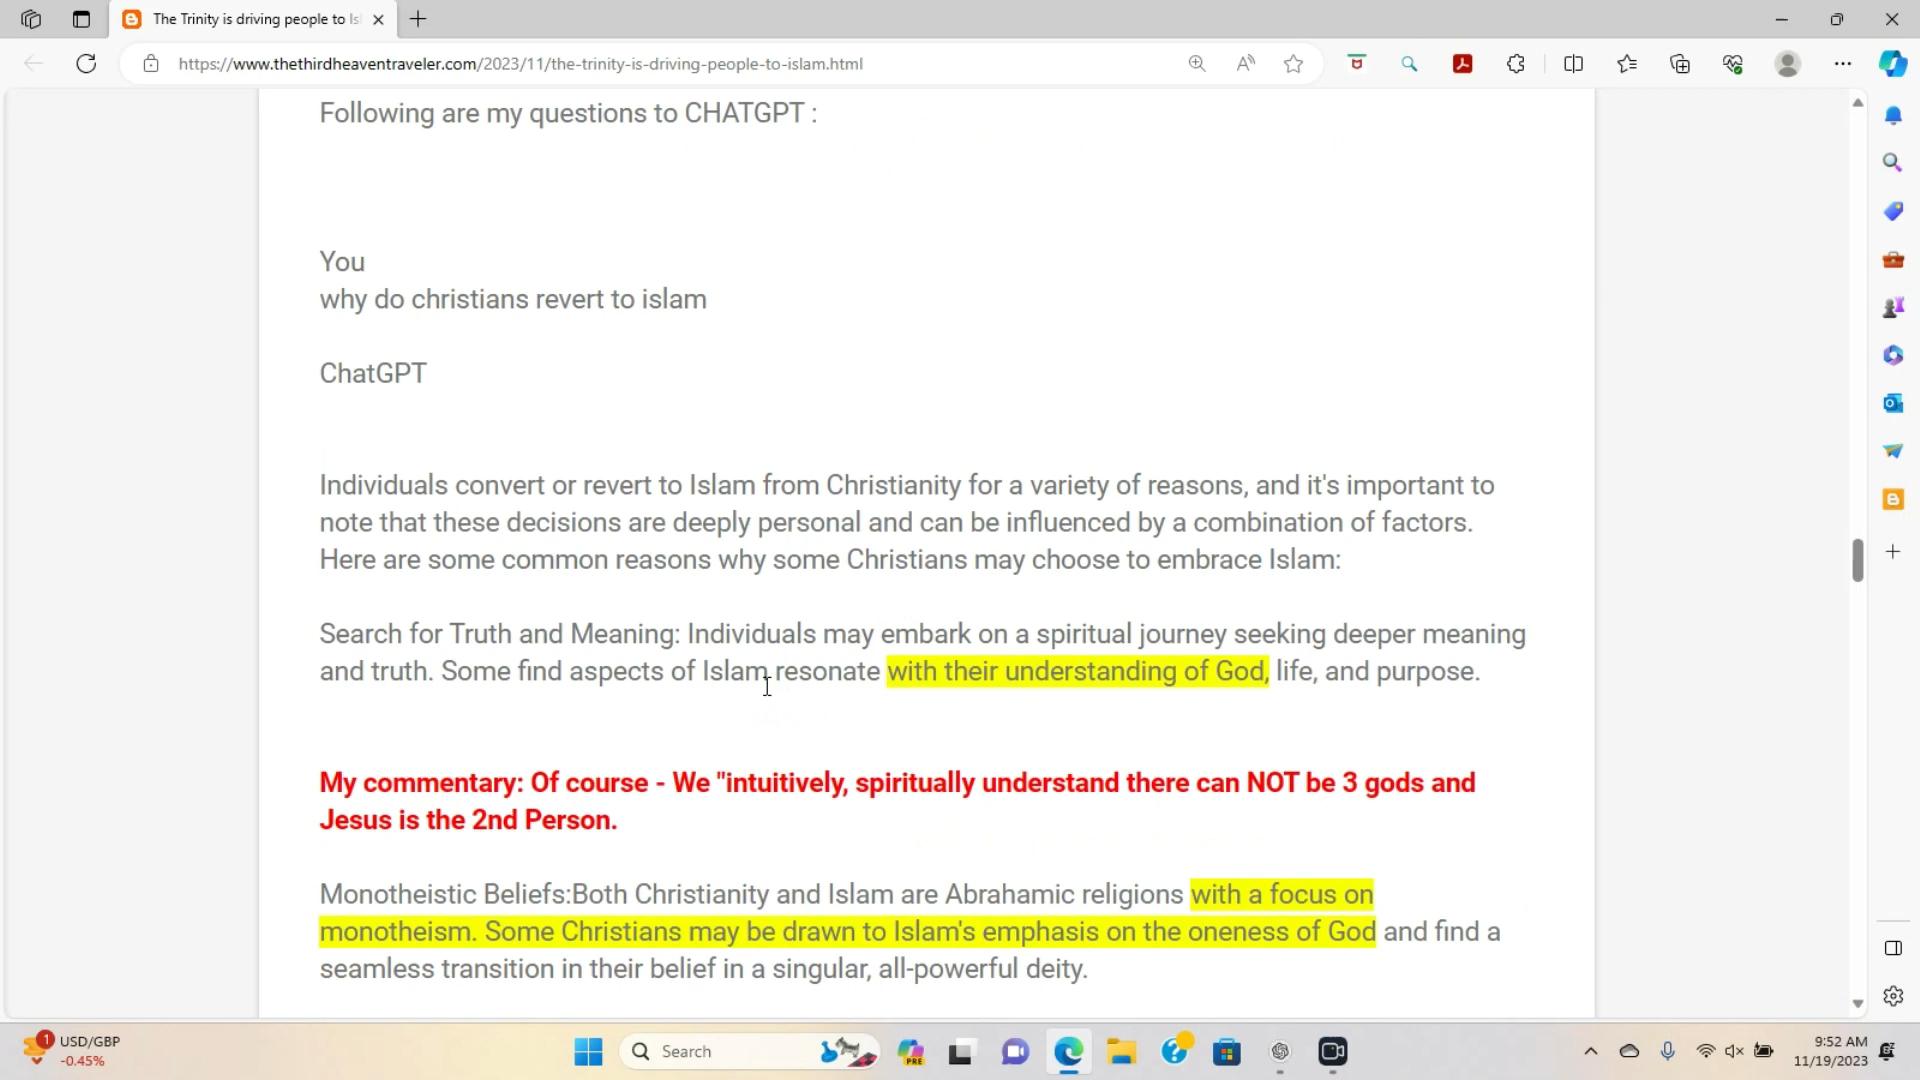 The Trinity is driving people to Isl
https://www.thethirdheaventraveler.com/2023/11/the-trinity-is-driving-people-to-islam.html
Following are my questions to CHATGPT :
You
why do christians revert to islam
ChatGPT
Individuals convert or revert to Islam from Christianity for a variety of reasons, and it's important to
note that these decisions are deeply personal and can be influenced by a combination of factors.
Here are some common reasons why some Christians may choose to embrace Islam:
Search for Truth and Meaning: Individuals may embark on a spiritual journey seeking deeper meaning
and truth. Some find aspects of Islam resonate with their understanding of God, life, and purpose.
My commentary: Of course - We "intuitively, spiritually understand there can NOT be 3 gods and
Jesus is the 2nd Person.
Monotheistic Beliefs:Both Christianity and Islam are Abrahamic religions with a focus on
monotheism. Some Christians may be drawn to Islam's emphasis on the oneness of God and find a
seamless transition in their belief in a singular, all-powerful deity.
1
USD/GBP
-0.45%
Search
PRE
9:52 AM
11/19/2023